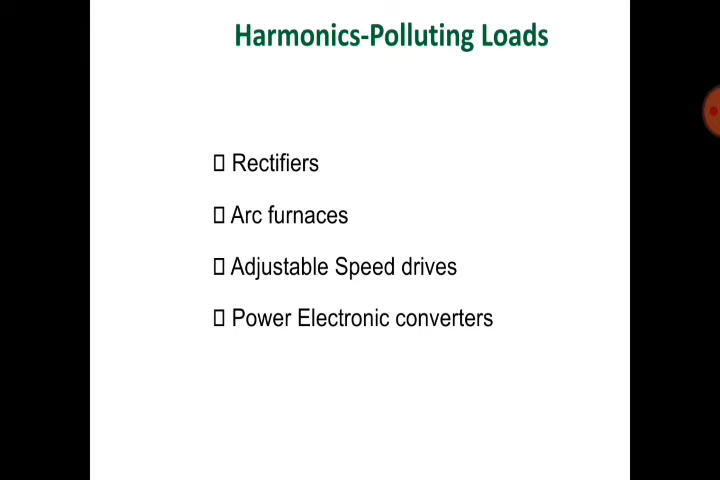 Harmonics-Polluting Loads
Rectifiers
Arc furnaces
Adjustable Speed drives
Power Electronic converters